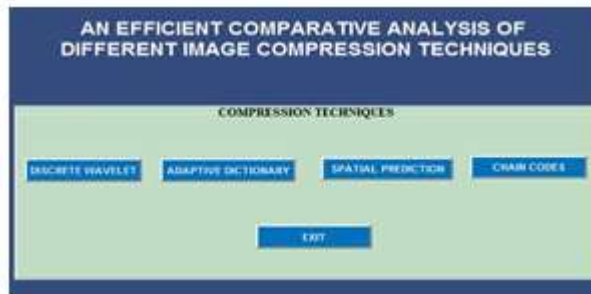 AN EFFICIENT COMPARATIVE ANALYSIS OF
DIFFERENT IMAGE COMPRESSION TECHNIQUES
COMPRESSION TECHNIQUES
DISCRETE WAVELET ADAPTIVE DICTIONARY SPATIAL PREDICTION CHAIN CODES
EXIT